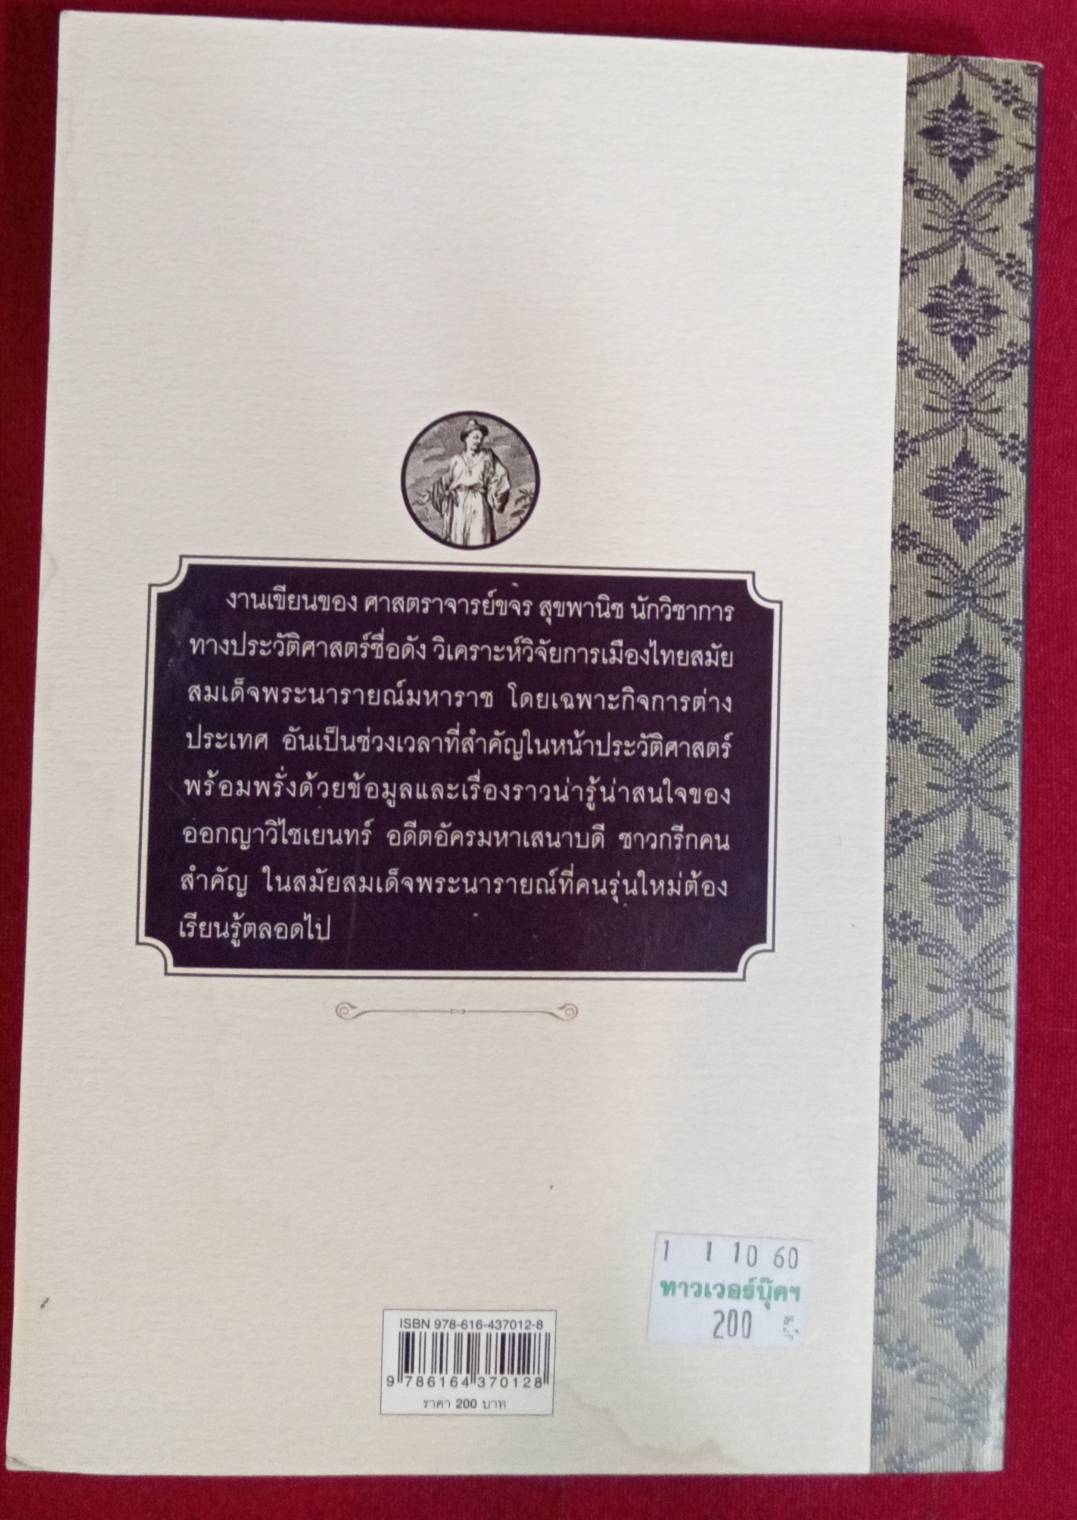 งานเขียนของ ศาสตราจารย์ขจร สุขพานิช นักวิชาการ
ทางประวัติศาสตร์ชื่อดัง วิเคราะห์วิจัยการเมืองไทยสมัย
สมเด็จพระนารายณ์มหาราช โดยเฉพาะกิจการต่าง
ประเทศ อันเป็นช่วงเวลาที่สำคัญในหน้าประวัติศาสตร์
พร้อมพรั่งด้วยข้อมูลและเรื่องราวน่ารู้น่าสนใจของ
ออกญาวิไชเยนทร์ อดีตอัครมหาเสนาบดี ชาวกรีกคน
สำคัญ ในสมัยสมเด็จพระนารายณ์ที่คนรุ่นใหม่ต้อง
เรียนรู้ตลอดไป
1 1 10 60
ทาวเวอร์บุ๊คฯ
200
ISBN 978-616-437012-8
9 786164 370128
ราคา 200 บาท